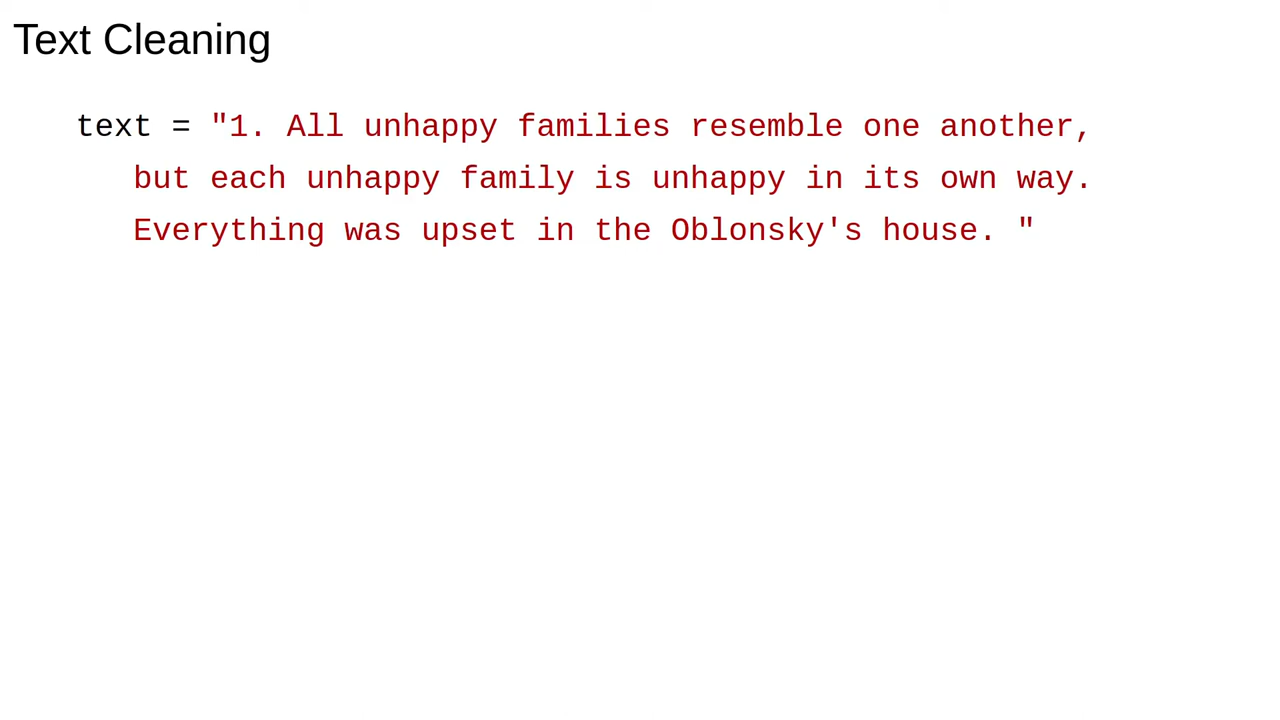 Text Cleaning
text = "1. All unhappy families resemble one another,
but each unhappy family is unhappy in its own way.
Everything was upset in the Oblonsky's house. "